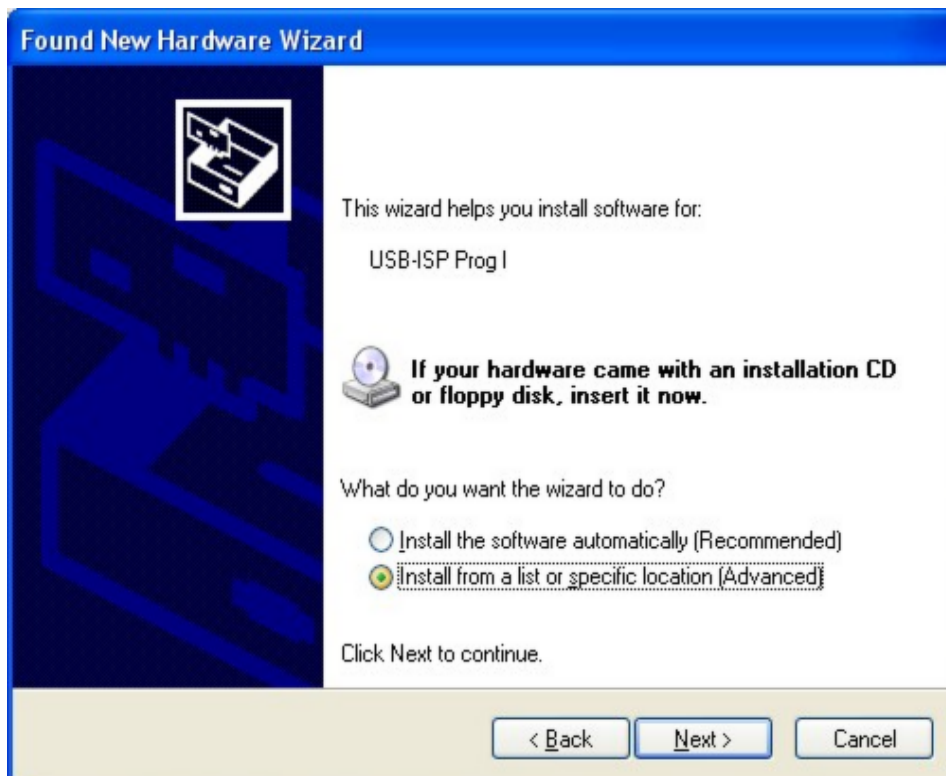 Found New Hardware Wizard
This wizard helps you install software for:
USB-ISP Prog I
If your hardware came with an installation CD
or floppy disk, insert it now.
What do you want the wizard to do?
Install the software automatically (Recommended)
Install from a list or specific location (Advanced)
Click Next to continue.
< Back Next > Cancel